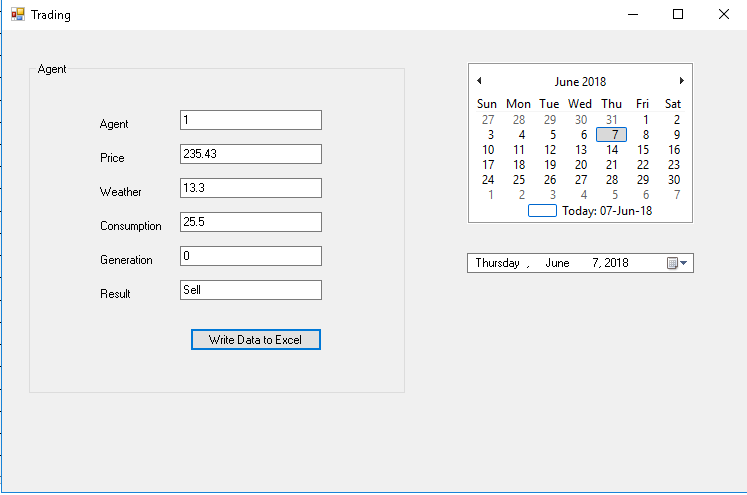 Trading
Agent
Agent 1
Price 235.43
Weather 13.3
Consumption 25.5
Generation 0
Result Sell
Write Data to Excel
June 2018
Sun Mon Tue Wed Thu Fri Sat
27 28 29 30 31 1 2
3 4 5 6 7 8 9
10 11 12 13 14 15 16
17 18 19 20 21 22 23
24 25 26 27 28 29 30
1 2 3 4 5 6 7
Today: 07-Jun-18
Thursday , June 7, 2018